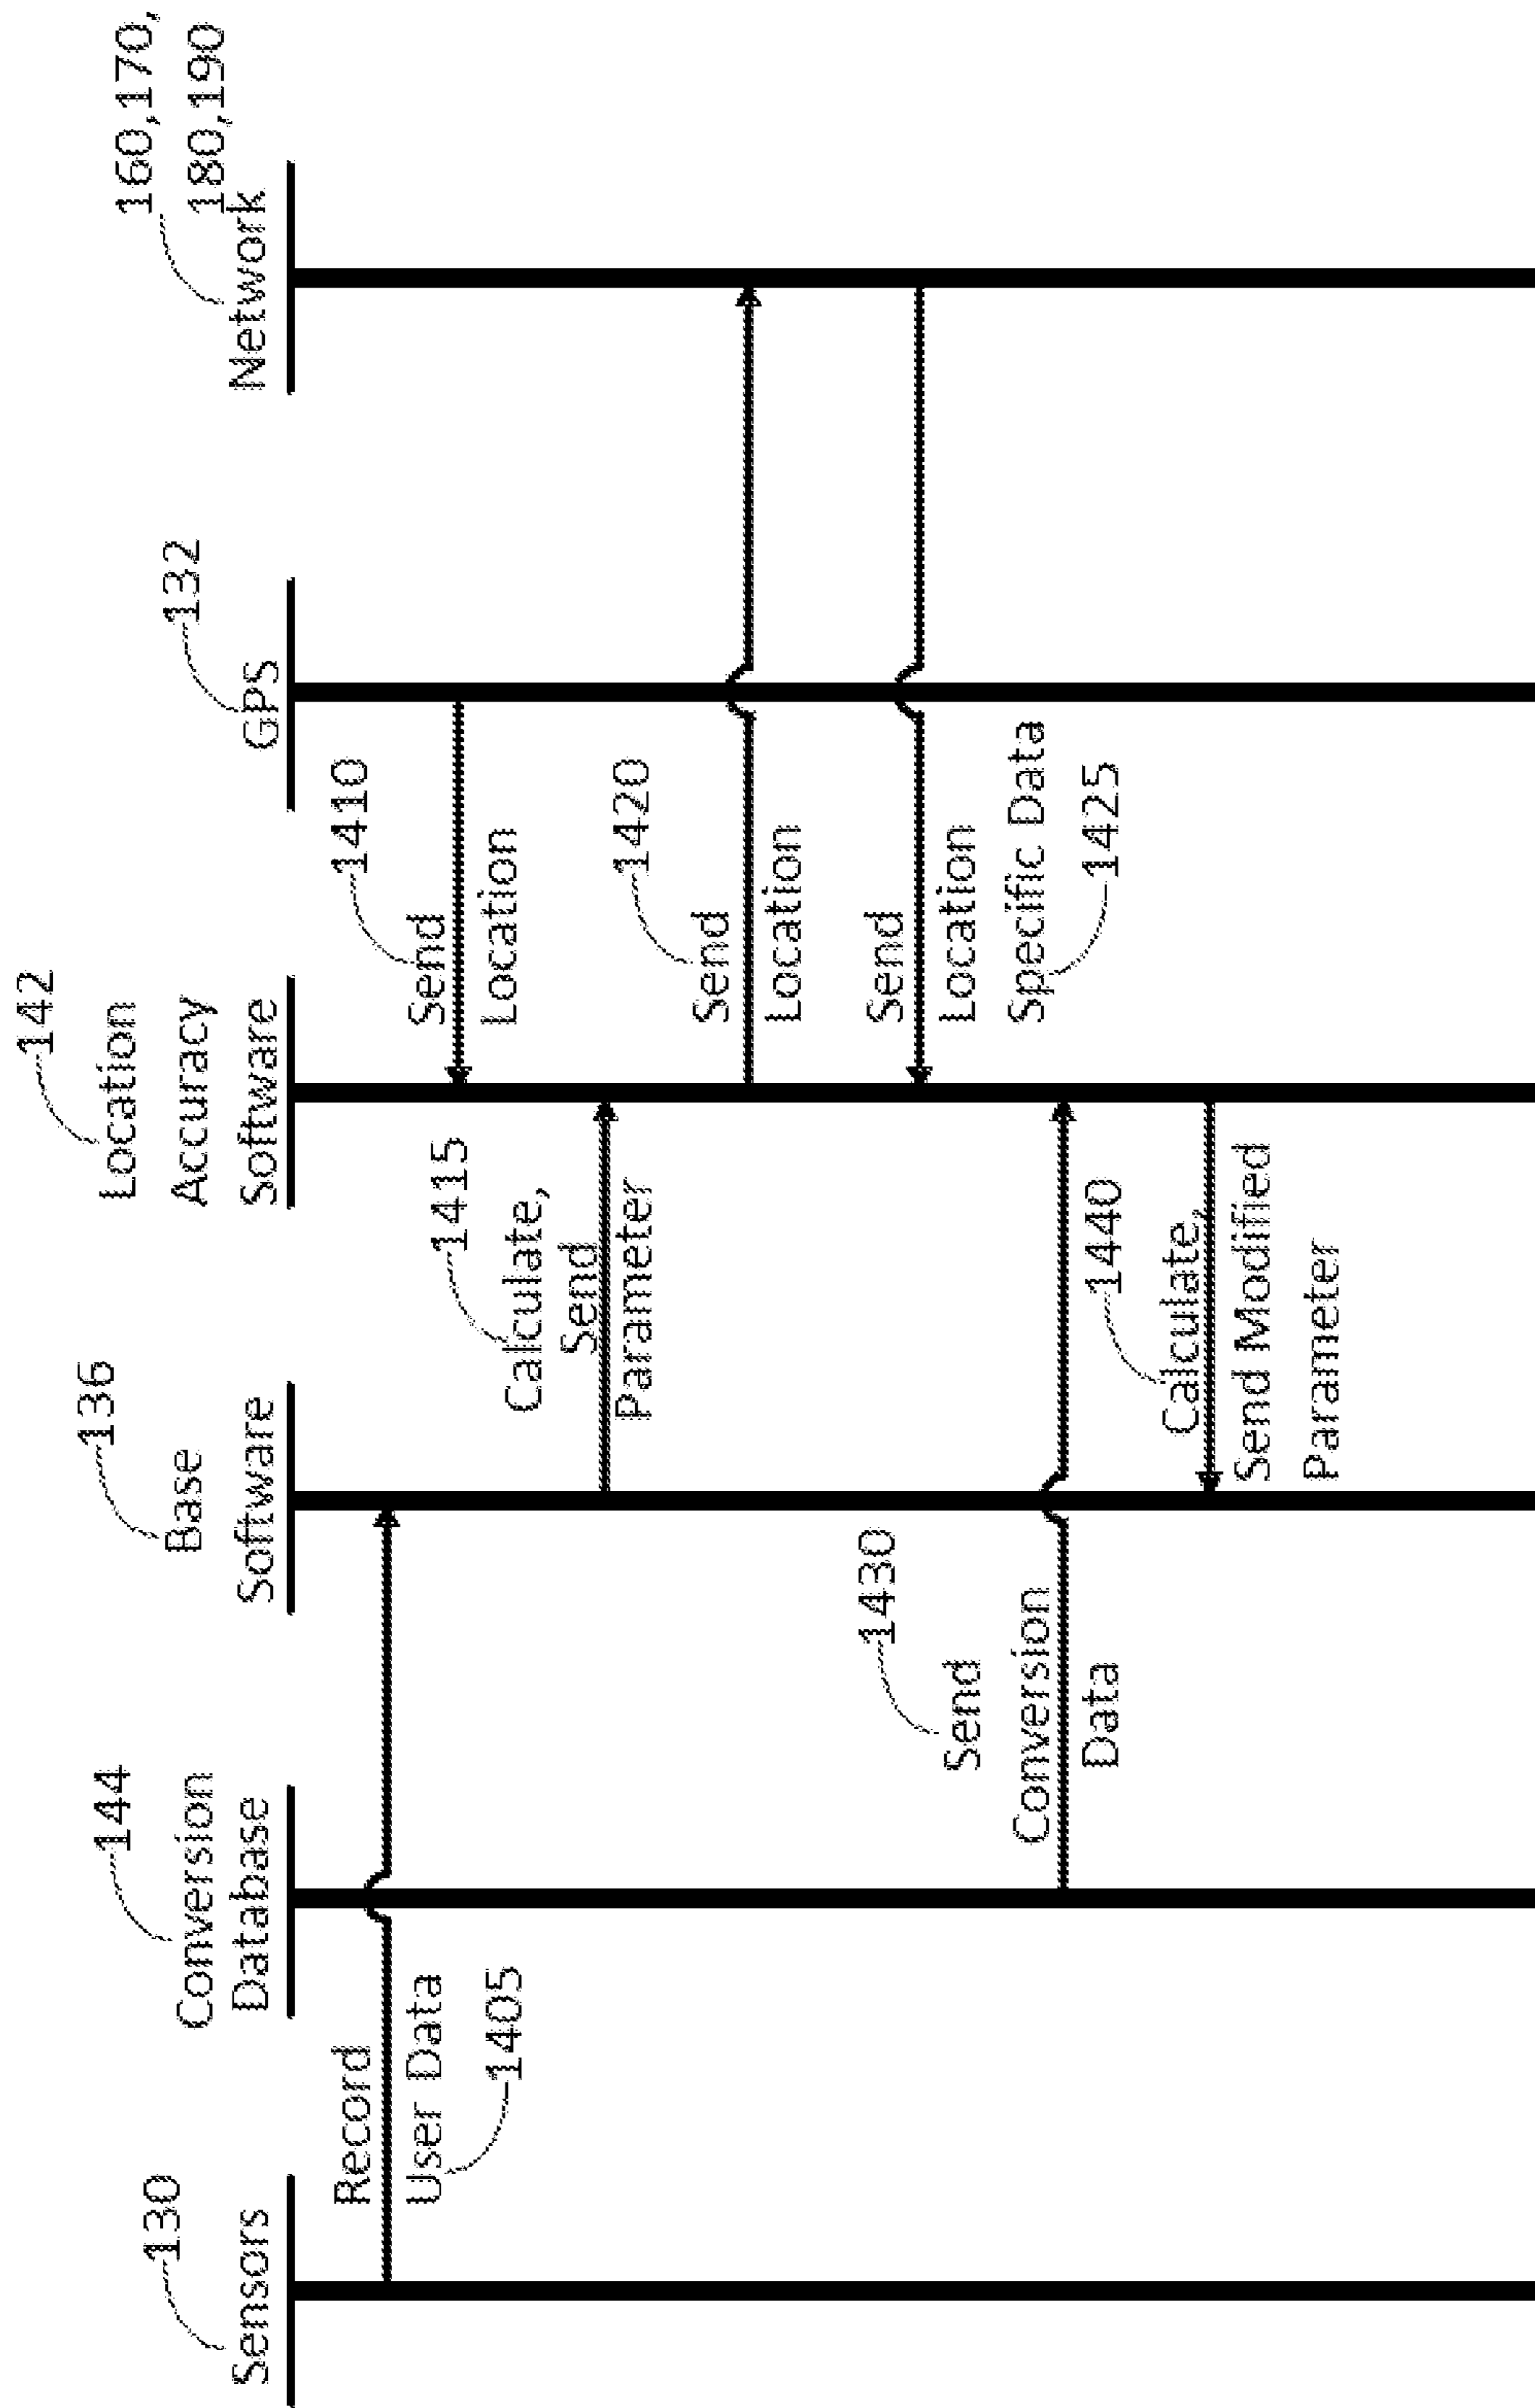 130
Sensors
144
Conversion
Database
136
Base
Software
142
Location
Accuracy
Software
132
GPS
160,170,
180,190
Network
Record
User Data
1405
1410
Send
Location
1415
Calculate,
Send
Parameter
1420
Send
Location
Send
Location
Specific Data
1425
1430
Send
Conversion
Data
1440
Calculate,
Send Modified
Parameter